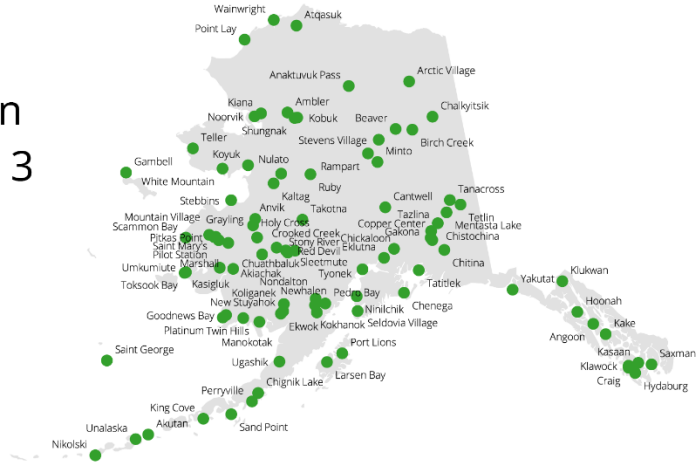 Wainwright
Atqasuk
Point Lay
Anaktuvuk Pass
Arctic Village
Kiana
Ambler
Chalkyitsik
Noorvik
Kobuk
Beaver
n
Shungnak
Teller
Stevens Village
Birch Creek
Koyuk
Minto
3
Gambell
Nulato
Rampart
White Mountain
Ruby
Tanacross
Stebbins
Kaltag
Cantwell
Anvik
Takotna
Tazlina
Tetlin
Mountain Village
Grayling
Holy Cross
Copper Center
Mentasta Lake
Scammon Bay
Crooked Creek
Gakona
Pitkas Point
Stony River
Chickaloon
Chistochina
Saint Mary's
Red Devil
Eklutna
Pilot Station
Chuathbaluk
Sleetmute
Chitina
Umkumiute
Marshall
Akiachak
Tyonek
Toksook Bay
Kasigluk
Nondalton
Tatitlek
Yakutat
Klukwan
Koliganek
Newhalen
Pedro Bay
New Stuyahok
Ninilchik
Chenega
Hoonah
Goodnews Bay
Seldovia Village
Platinum
Twin Hills
Ekwok
Kokhanok
Kake
Manokotak
Port Lions
Angoon
Saint George
Kasaan
Saxman
Ugashik
Larsen Bay
Klawock
Chignik Lake
Craig
Perryville
Hydaburg
King Cove
Unalaska
Akutan
Sand Point
Nikolski